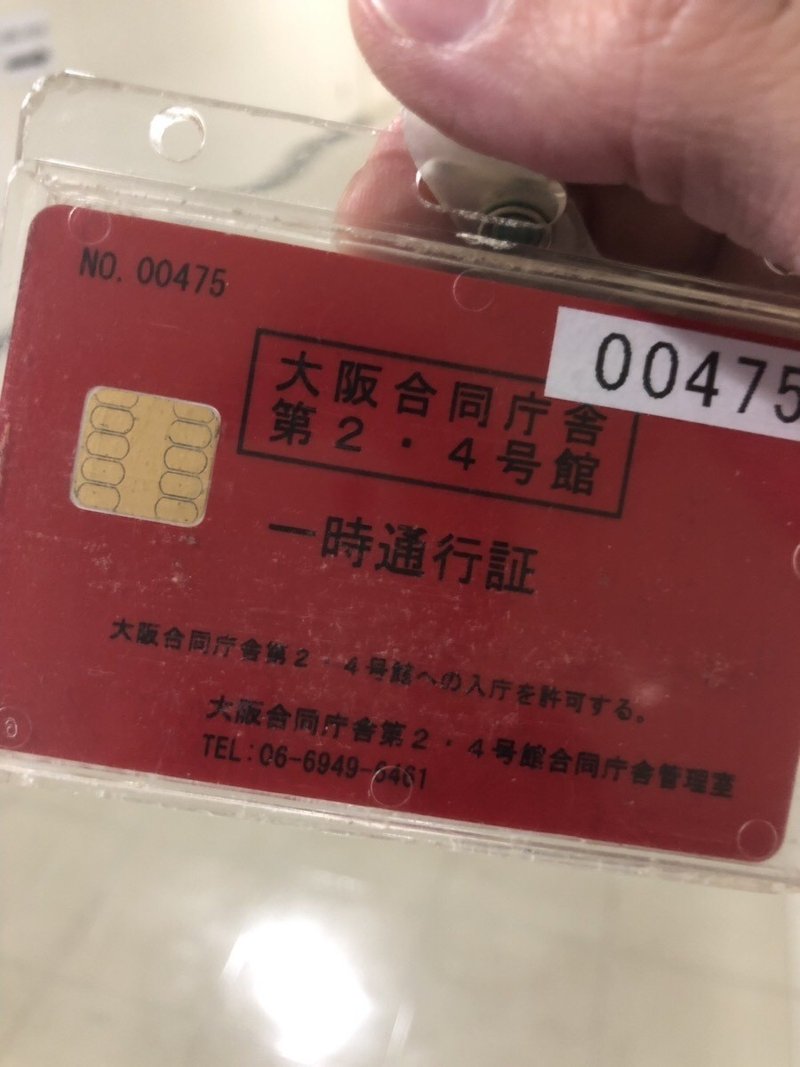 NO. 00475
00475
大阪合同庁舎
第２・４号館
一時通行証
大阪合同庁舎第２・４号館への入庁を許可する。
大阪合同庁舎第２・４号館合同庁舎管理室
TEL:06-6949-6461